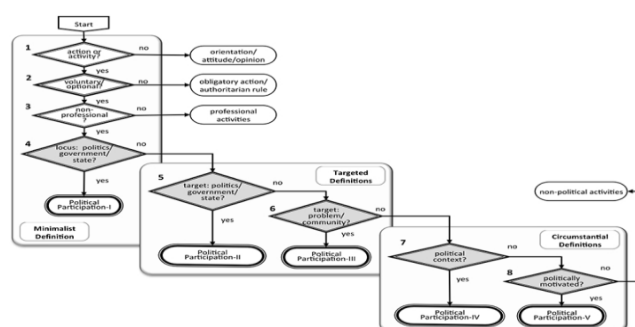 Start
1
action or
activity?
no
orientation/
attitude/opinion
yes
2
voluntary/
optional?
no
obligatory action/
authoritarian rule
yes
3
non-
professional
?
no
professional
activities
yes
4
locus: politics/
government/
state?
no
yes
Political
Participation-I
Minimalist
Definition
5
target: politics/
government/
state?
no
Targeted
Definitions
yes
Political
Participation-II
6
target:
problem/
community?
no
yes
Political
Participation-III
non-political activities
7
political
context?
no
Circumstantial
Definitions
yes
Political
Participation-IV
8
politically
motivated?
no
yes
Political
Participation-V